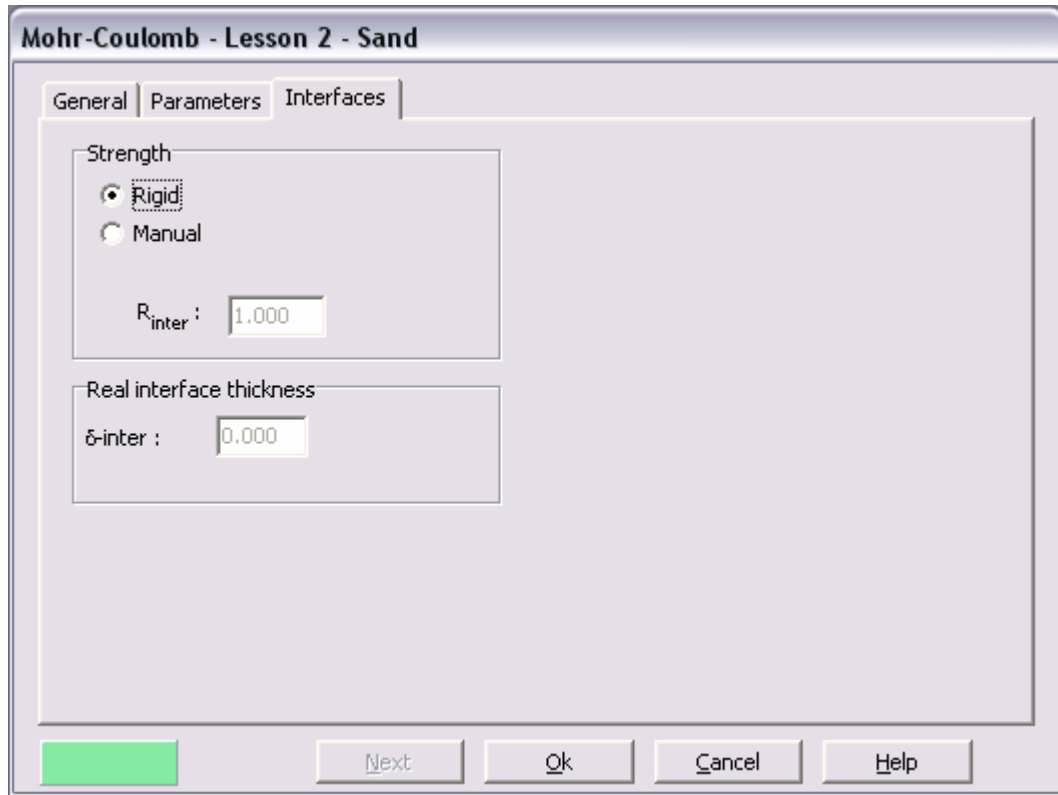 Mohr-Coulomb - Lesson 2 - Sand
General Parameters Interfaces
Strength
Rigid
Manual
Rinter : 1.000
Real interface thickness
δ-inter : 0.000
Next Ok Cancel Help